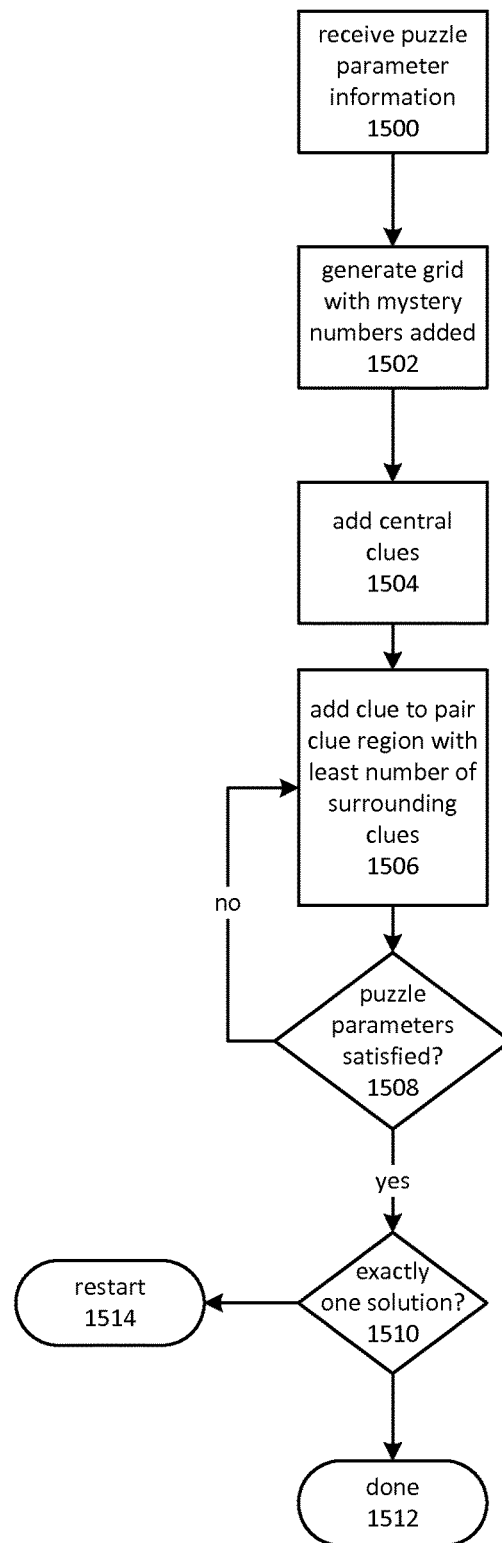 receive puzzle
parameter
information
1500
generate grid
with mystery
numbers added
1502
add central
clues
1504
add clue to pair
clue region with
least number of
surrounding
clues
1506
no
puzzle
parameters
satisfied?
1508
yes
exactly
one solution?
1510
restart
1514
done
1512